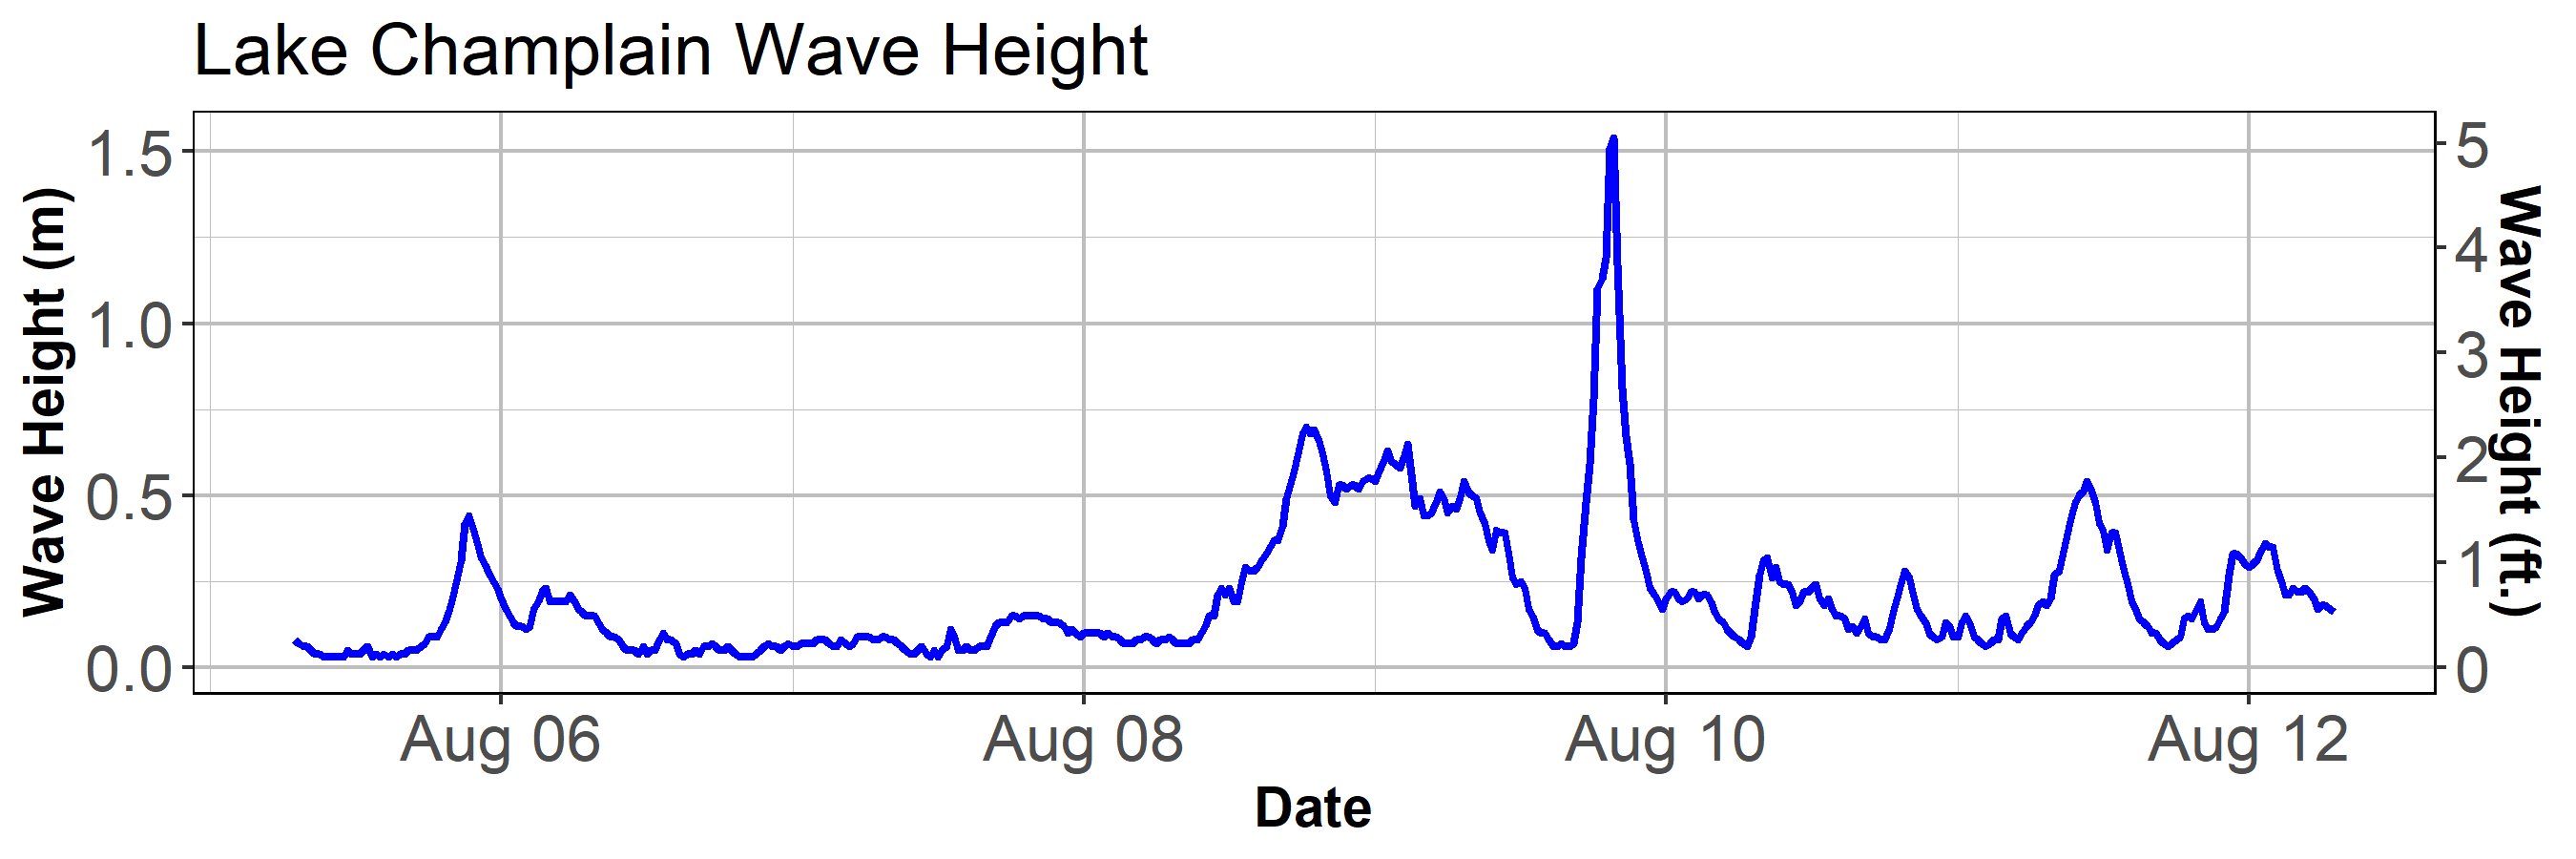 Lake Champlain Wave Height
Wave Height (m)
1.5
1.0
0.5
0.0
5
4
3
2
1
0
Wave Height (ft.)
Aug 06 Aug 08 Aug 10 Aug 12
Date